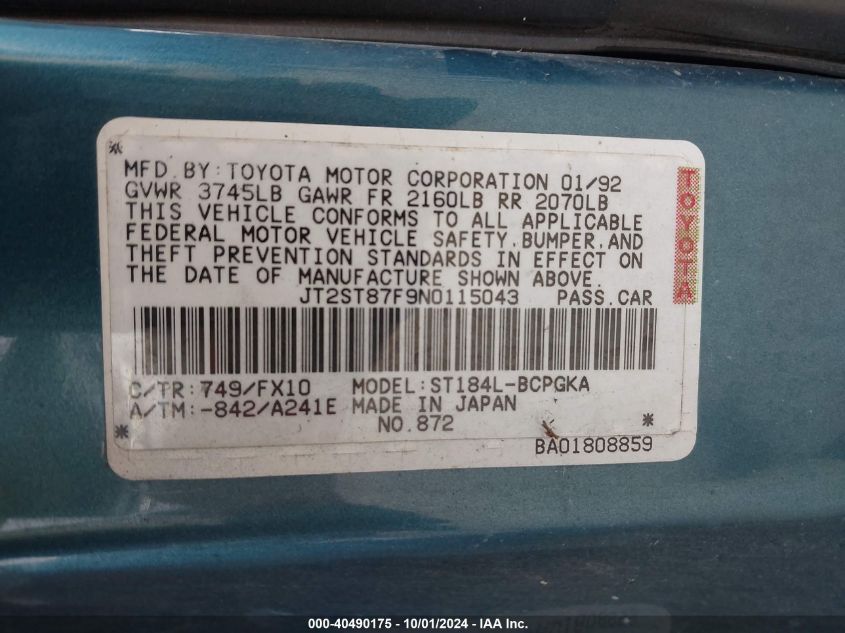 MFD.BY:TOYOTA MOTOR CORPORATION 01/92
GVWR 3745LB GAWR FR 2160LB RR 2070LB
THIS VEHICLE CONFORMS TO ALL APPLICABLE
FEDERAL MOTOR VEHICLE SAFETY,BUMPER,AND
THEFT PREVENTION STANDARDS IN EFFECT ON
THE DATE OF MANUFACTURE SHOWN ABOVE.
JT2ST87F9N0115043 PASS.CAR
TOYOTA
C/TR:749/FX10 MODEL:ST184L-BCPGKA
A/TM:-842/A241E MADE IN JAPAN
NO.872
BA01808859
000-40490175 - 10/01/2024 - IAAI.com